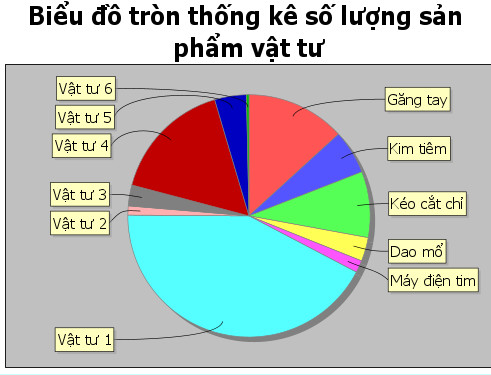 Biểu đồ tròn thống kê số lượng sản
phẩm vật tư
Vật tư 6
Găng tay
Vật tư 5
Vật tư 4
Kim tiêm
Vật tư 3
Kéo cắt chỉ
Vật tư 2
Dao mổ
Máy điện tim
Vật tư 1